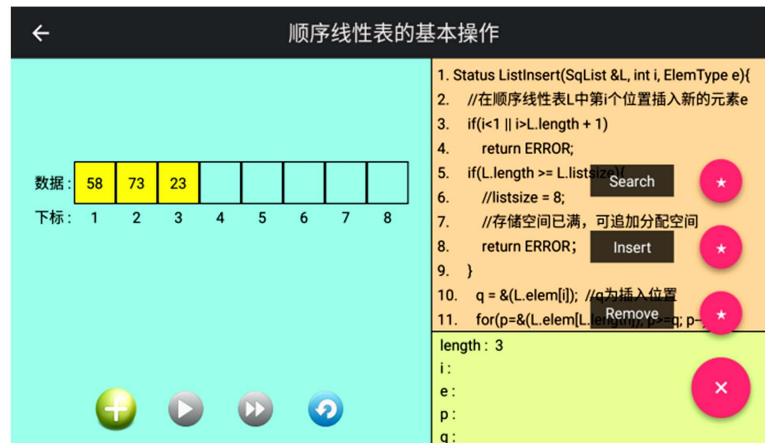 顺序线性表的基本操作
数据: 58 73 23
下标: 1 2 3 4 5 6 7 8
1. Status ListInsert(SqList &L, int i, ElemType e){
2. //在顺序线性表L中第i个位置插入新的元素e
3. if(i<1 || i>L.length + 1)
4. return ERROR;
5. if(L.length >= L.listsize){
6. //listsize = 8;
7. //存储空间已满，可追加分配空间
8. return ERROR；
9. }
10. q = &(L.elem[i]); //q为插入位置
11. for(p=&(L.elem[L.length]); p>=q; p-
Search
Insert
Remove
length : 3
i :
e :
p :
q :